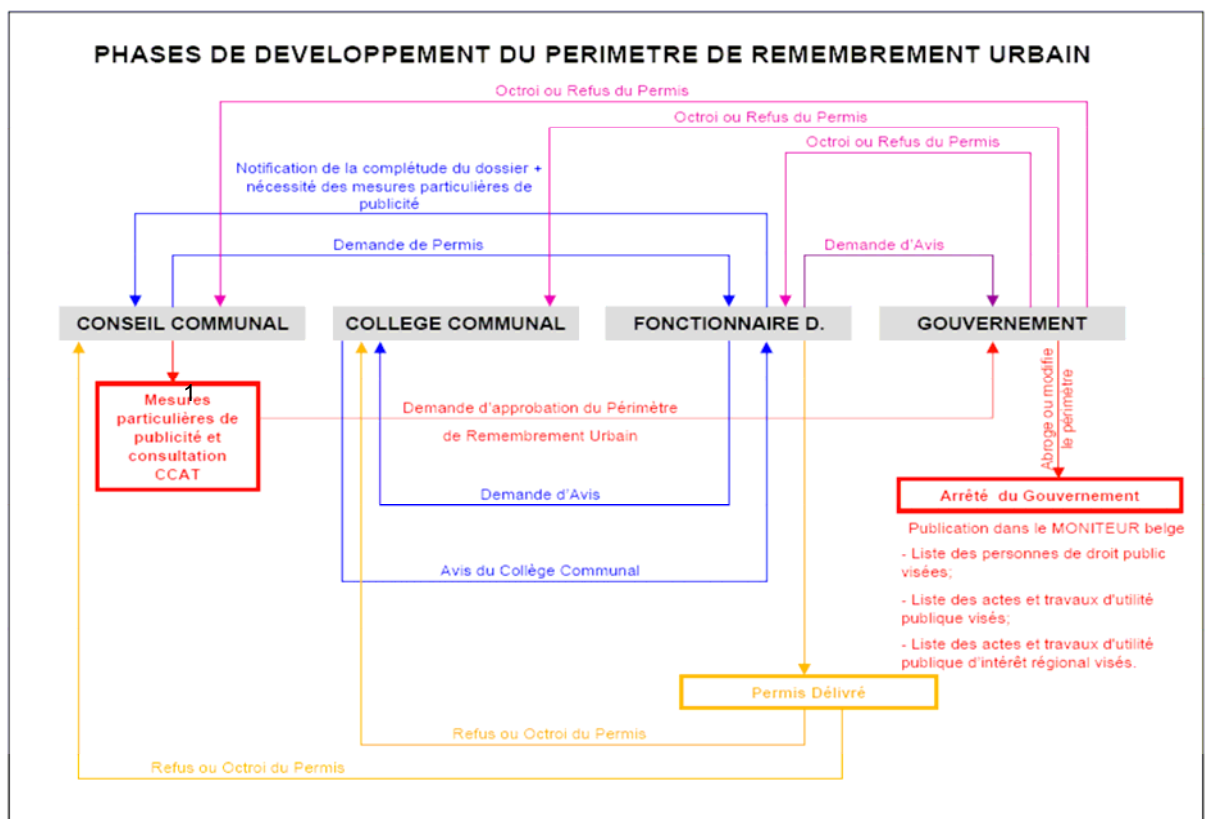 PHASES DE DEVELOPPEMENT DU PERIMETRE DE REMEMBREMENT URBAIN
Octroi ou Refus du Permis
Octroi ou Refus du Permis
Octroi ou Refus du Permis
Notification de la complétude du dossier +
nécessité des mesures particulières de
publicité
Demande de Permis
Demande d'Avis
CONSEIL COMMUNAL
COLLEGE COMMUNAL
FONCTIONNAIRE D.
GOUVERNEMENT
1
Mesures
particulières de
publicité et
consultation
CCAT
Demande d'approbation du Périmètre
de Remembrement Urbain
Abroge ou modifie
le périmètre
Demande d'Avis
Arrêté du Gouvernement
Publication dans le MONITEUR belge
- Liste des personnes de droit public
visées;
- Liste des actes et travaux d'utilité
publique visés;
- Liste des actes et travaux d'utilité
publique d'intérêt régional visés.
Avis du Collège Communal
Permis Délivré
Refus ou Octroi du Permis
Refus ou Octroi du Permis